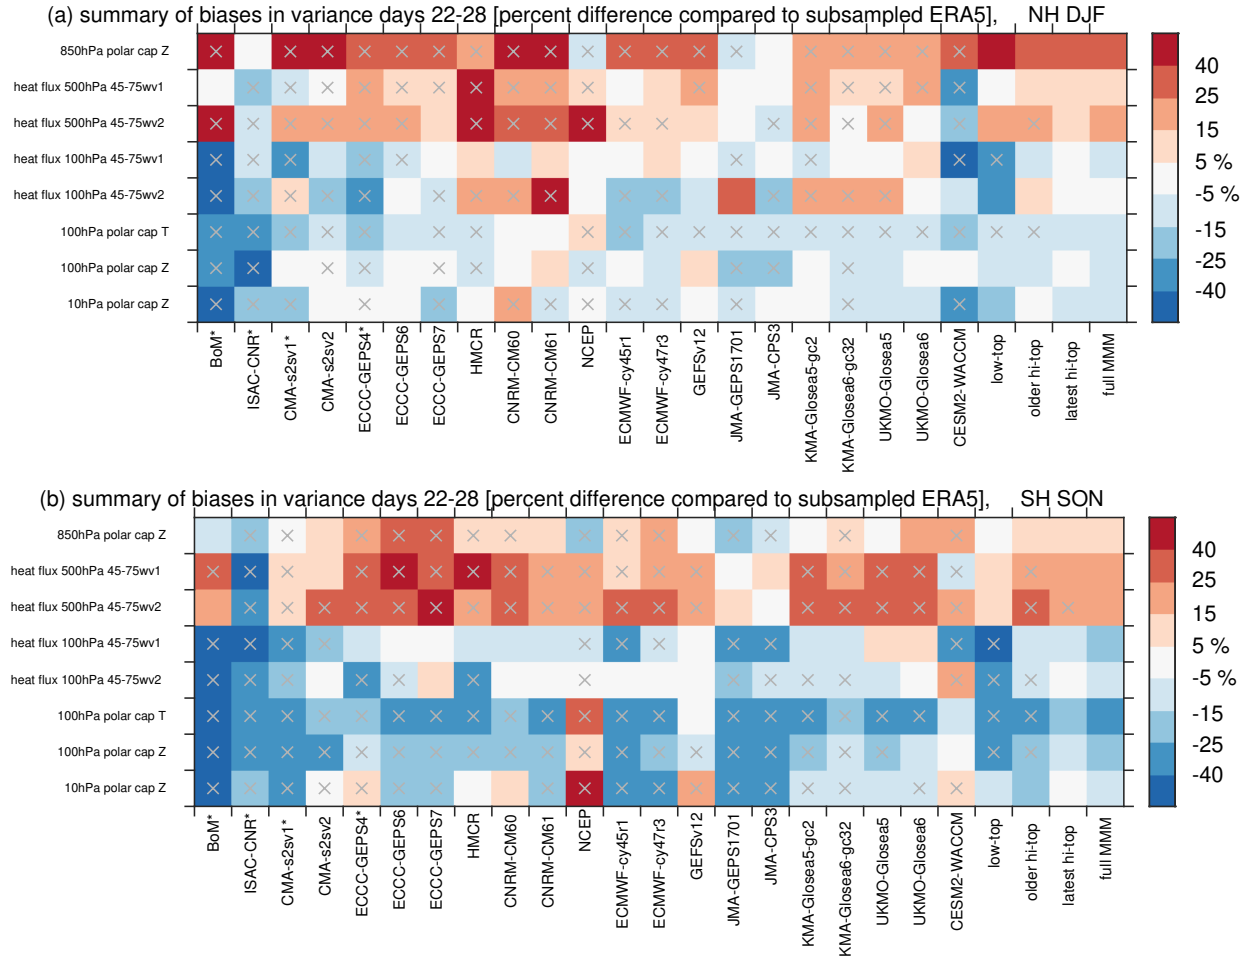 (a) summary of biases in variance days 22-28 [percent difference compared to subsampled ERA5], NH DJF
850hPa polar cap Z
heat flux 500hPa 45-75wv1
heat flux 500hPa 45-75wv2
heat flux 100hPa 45-75wv1
heat flux 100hPa 45-75wv2
100hPa polar cap T
100hPa polar cap Z
10hPa polar cap Z
40
25
15
5 %
-5 %
-15
-25
-40
BoM*
ISAC-CNR*
CMA-s2sv1*
CMA-s2sv2
ECCC-GEPS4*
ECCC-GEPS6
ECCC-GEPS7
HMCR
CNRM-CM60
CNRM-CM61
NCEP
ECMWF-cy45r1
ECMWF-cy47r3
GEFSv12
JMA-GEPS1701
JMA-CPS3
KMA-Glosea5-gc2
KMA-Glosea6-gc32
UKMO-Glosea5
UKMO-Glosea6
CESM2-WACCM
low-top
older hi-top
latest hi-top
full MMM
(b) summary of biases in variance days 22-28 [percent difference compared to subsampled ERA5], SH SON
850hPa polar cap Z
heat flux 500hPa 45-75wv1
heat flux 500hPa 45-75wv2
heat flux 100hPa 45-75wv1
heat flux 100hPa 45-75wv2
100hPa polar cap T
100hPa polar cap Z
10hPa polar cap Z
40
25
15
5 %
-5 %
-15
-25
-40
BoM*
ISAC-CNR*
CMA-s2sv1*
CMA-s2sv2
ECCC-GEPS4*
ECCC-GEPS6
ECCC-GEPS7
HMCR
CNRM-CM60
CNRM-CM61
NCEP
ECMWF-cy45r1
ECMWF-cy47r3
GEFSv12
JMA-GEPS1701
JMA-CPS3
KMA-Glosea5-gc2
KMA-Glosea6-gc32
UKMO-Glosea5
UKMO-Glosea6
CESM2-WACCM
low-top
older hi-top
latest hi-top
full MMM